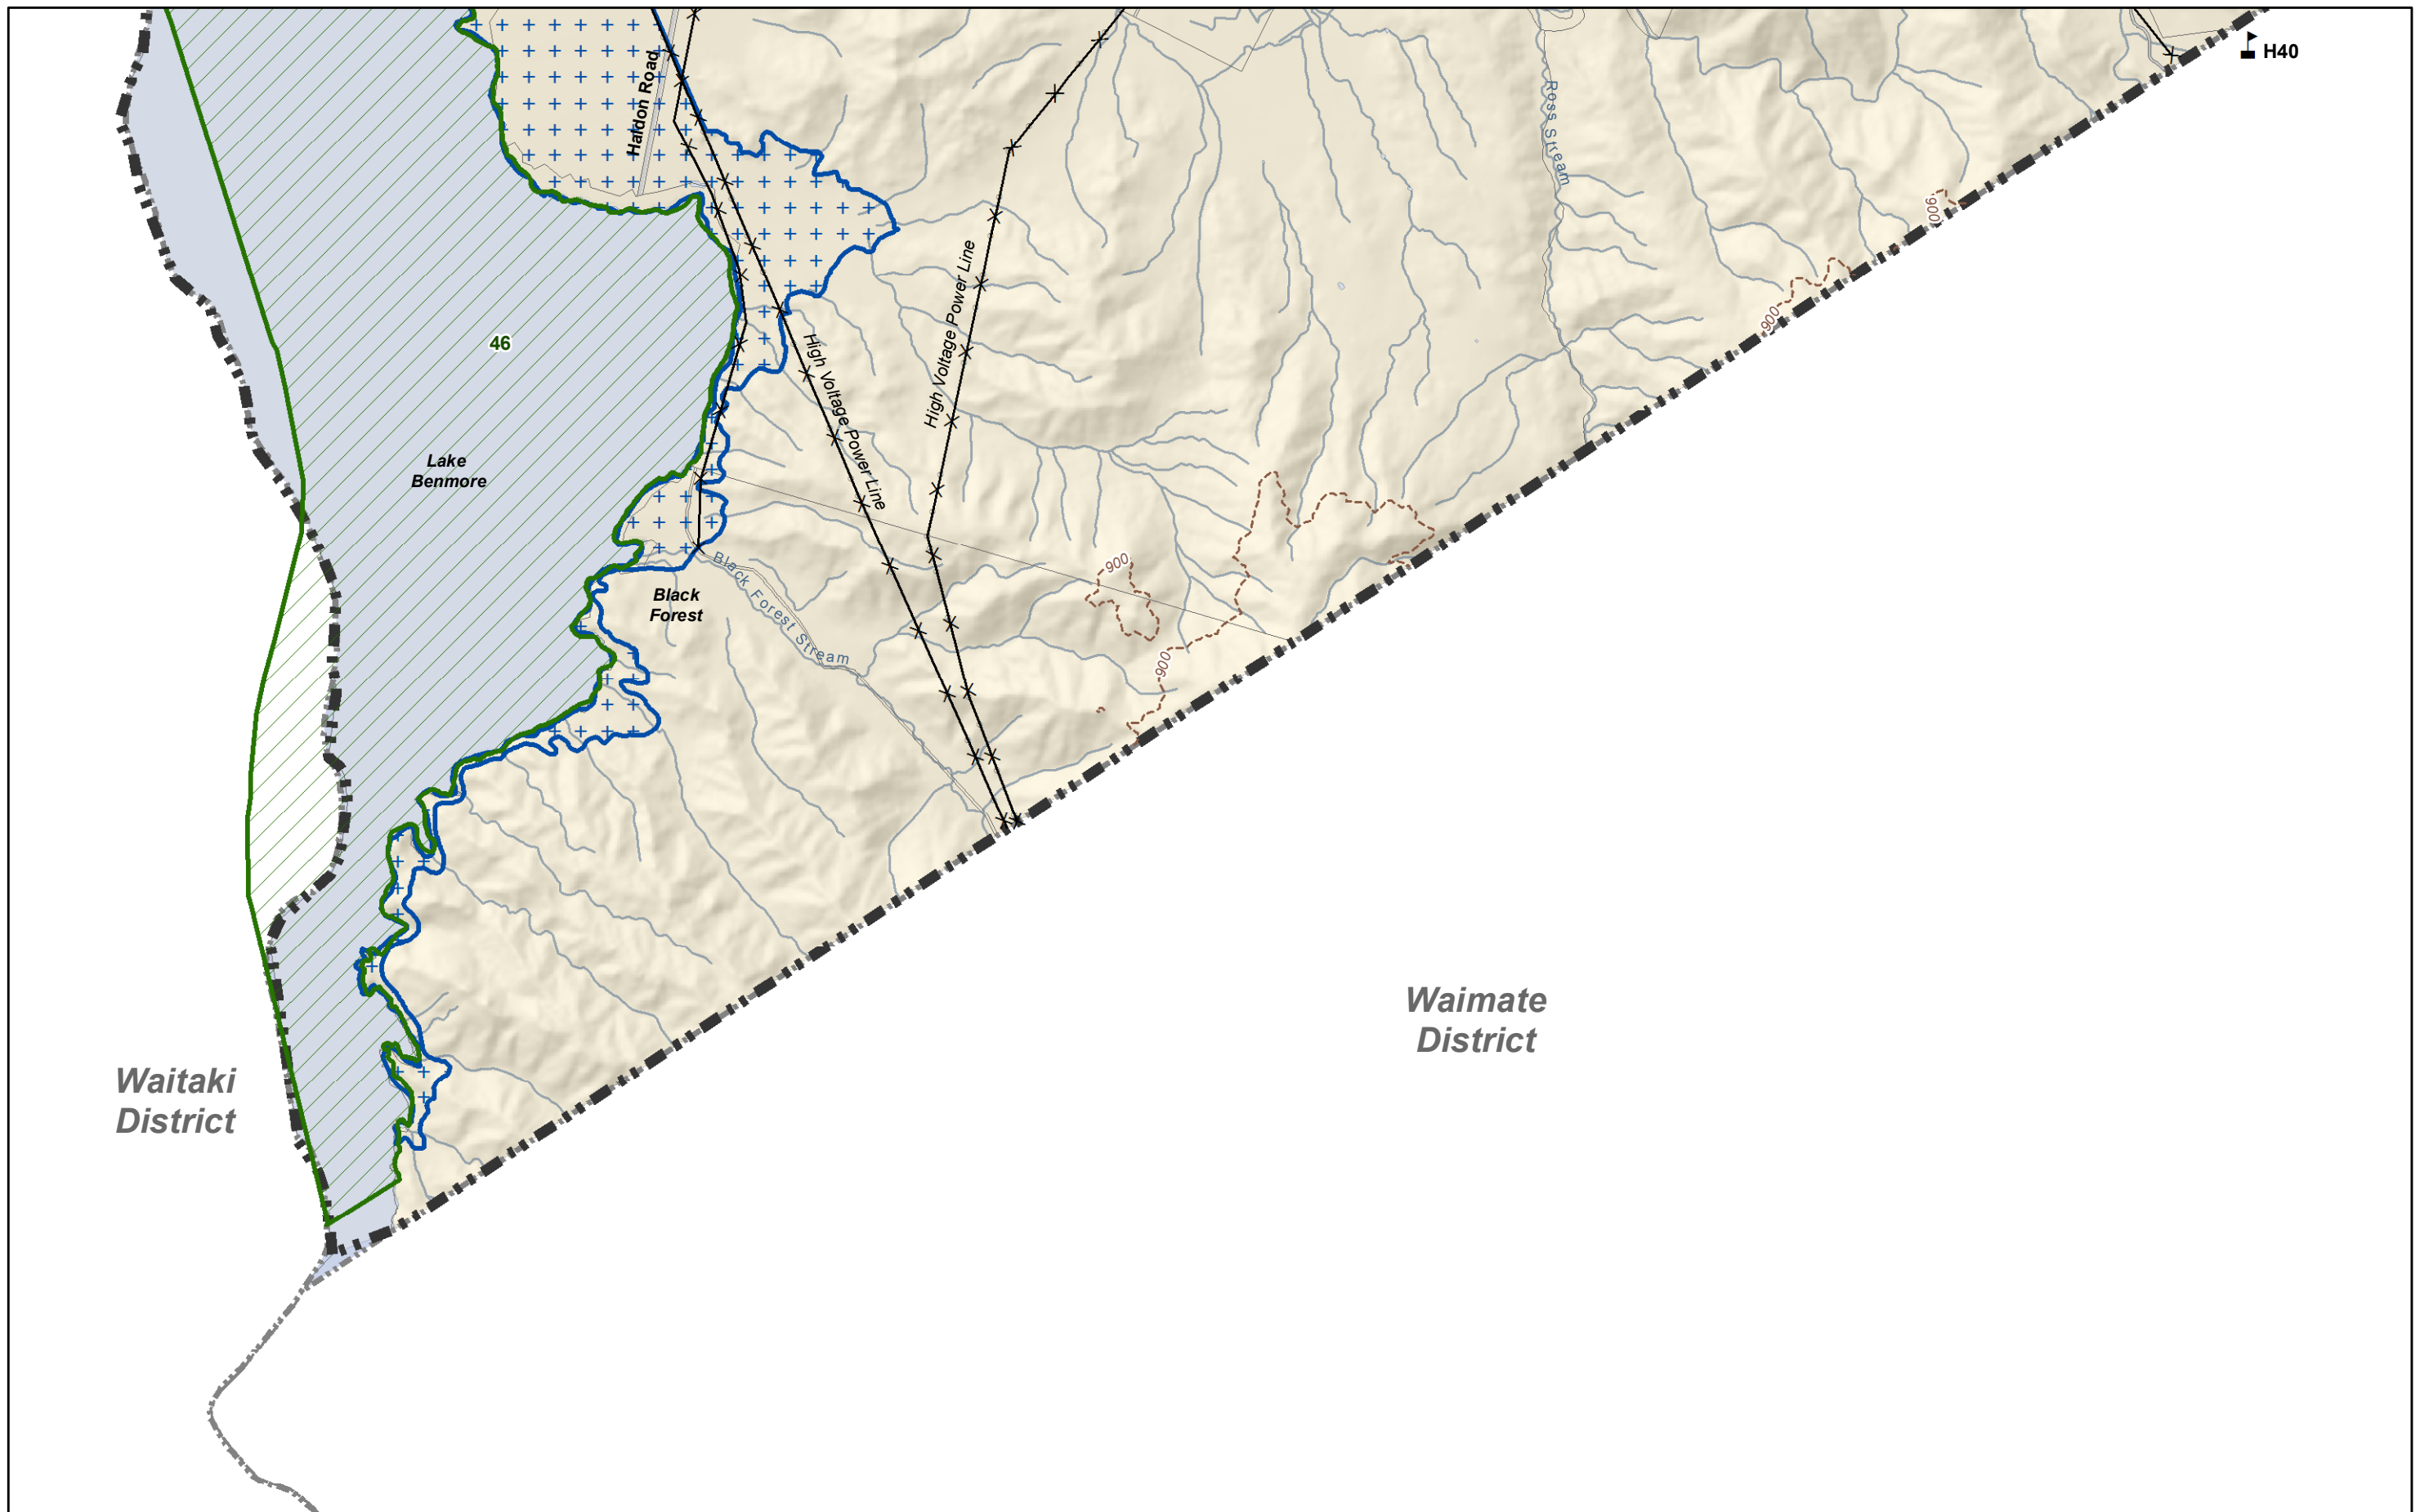 H40
Haldon Road
Ross Stream
900
900
High Voltage Power Line
High Voltage Power Line
46
Lake
Benmore
Black Forest Stream
900
Black
Forest
900
Waimate
District
Waitaki
District